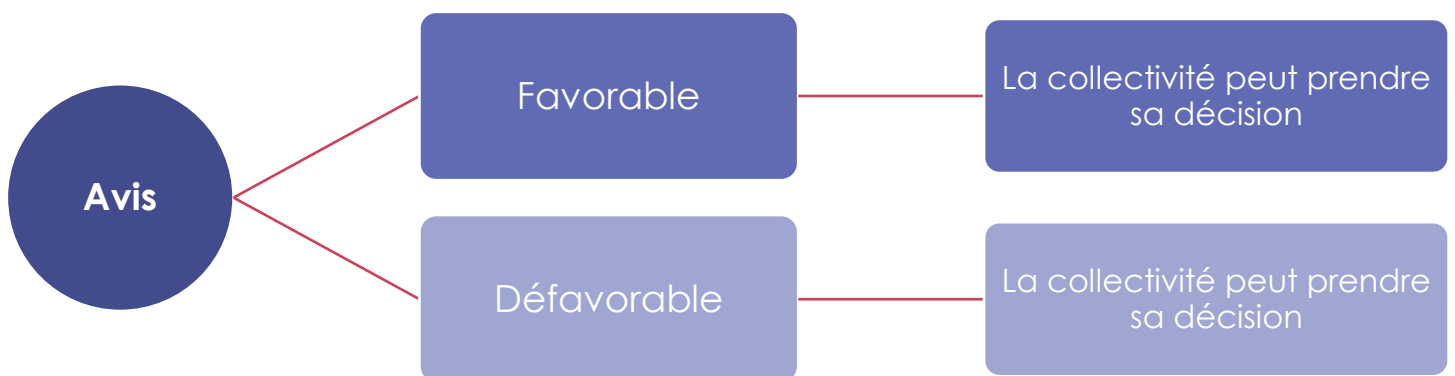 Avis
Favorable
La collectivité peut prendre
sa décision
Défavorable
La collectivité peut prendre
sa décision